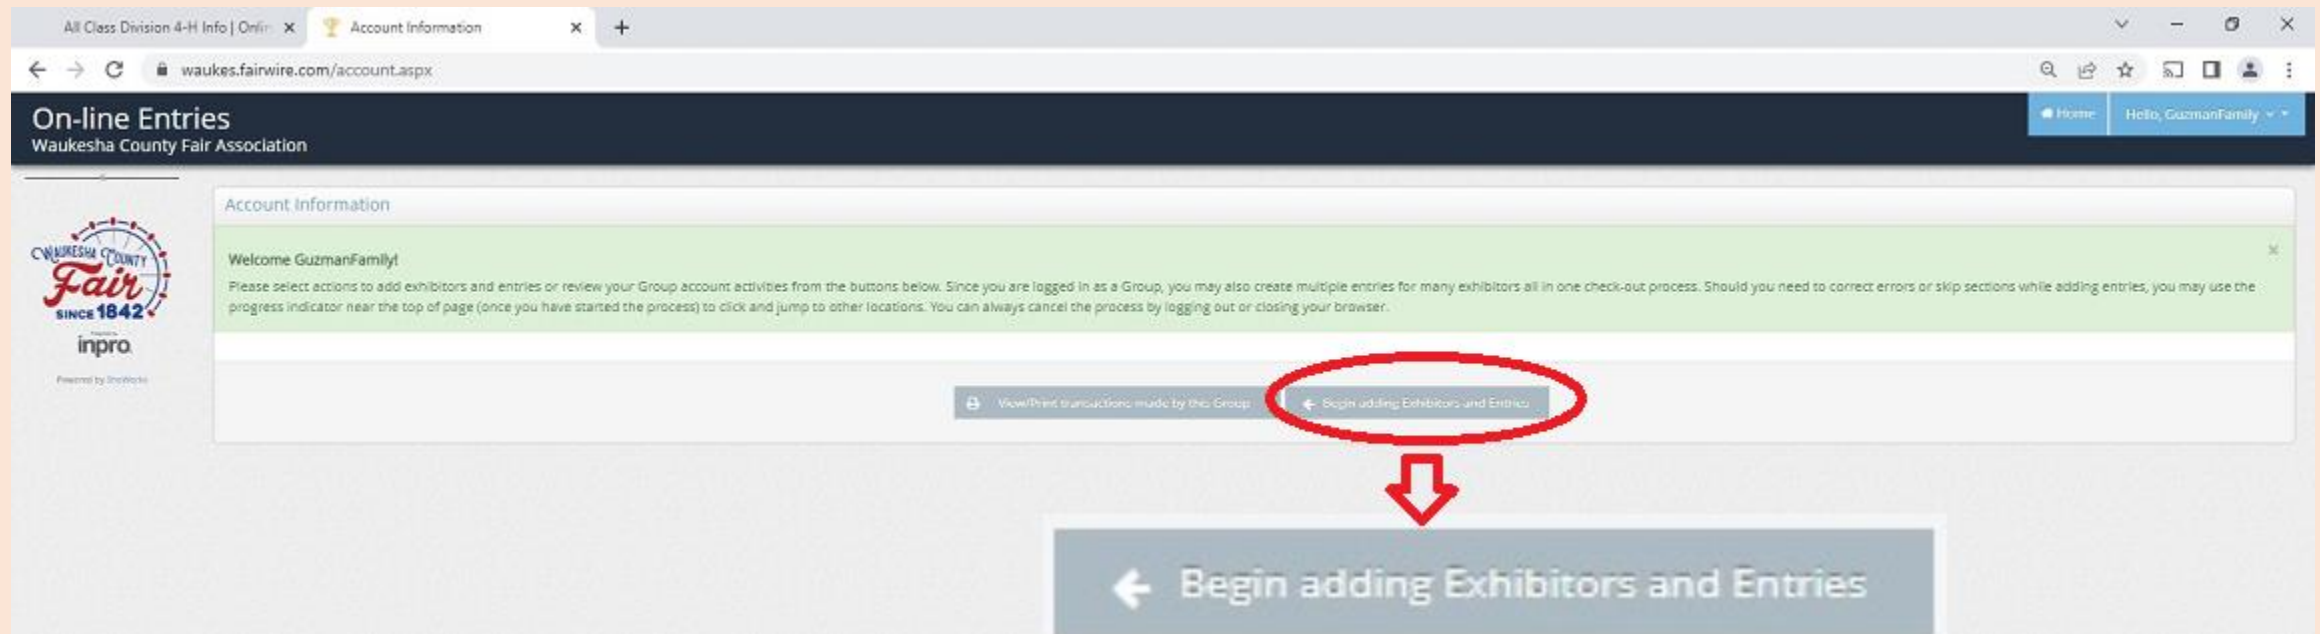 All Class Division 4-H Info | Onlin
Account Information
waukes.fairwire.com/account.aspx
On-line Entries
Waukesha County Fair Association
Home
Hello, GuzmanFamily
Account Information
WAUKESHA COUNTY
Fair
SINCE 1842
inpro.
Powered by ShoWorks
Welcome GuzmanFamily!
Please select actions to add exhibitors and entries or review your Group account activities from the buttons below. Since you are logged in as a Group, you may also create multiple entries for many exhibitors all in one check-out process. Should you need to correct errors or skip sections while adding entries, you may use the
progress indicator near the top of page (once you have started the process) to click and jump to other locations. You can always cancel the process by logging out or closing your browser.
View/Print transactions made by this Group
Begin adding Exhibitors and Entries
Begin adding Exhibitors and Entries